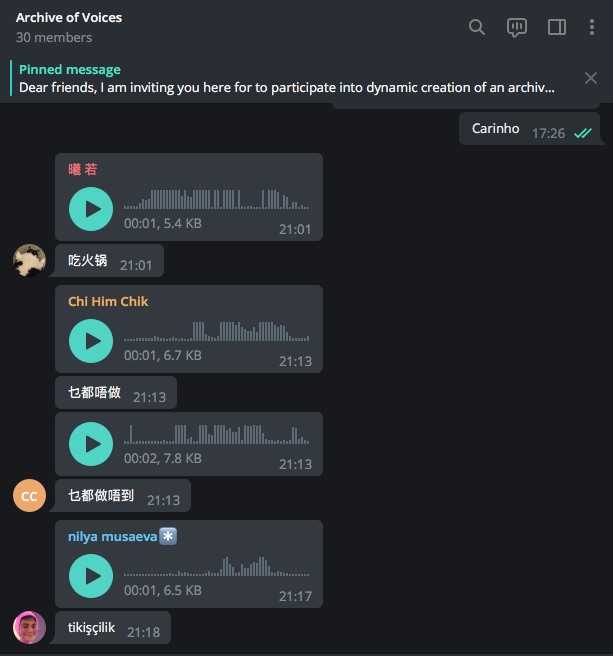 Archive of Voices
30 members
Pinned message
Dear friends, I am inviting you here for to participate into dynamic creation of an archiv...
Carinho 17:26
曦 若
00:01, 5.4 KB 21:01
吃火锅 21:01
Chi Him Chik
00:01, 6.7 KB 21:13
乜都唔做 21:13
00:02, 7.8 KB 21:13
CC
乜都做唔到 21:13
nilya musaeva*️⃣
00:01, 6.5 KB 21:17
tikişçilik 21:18